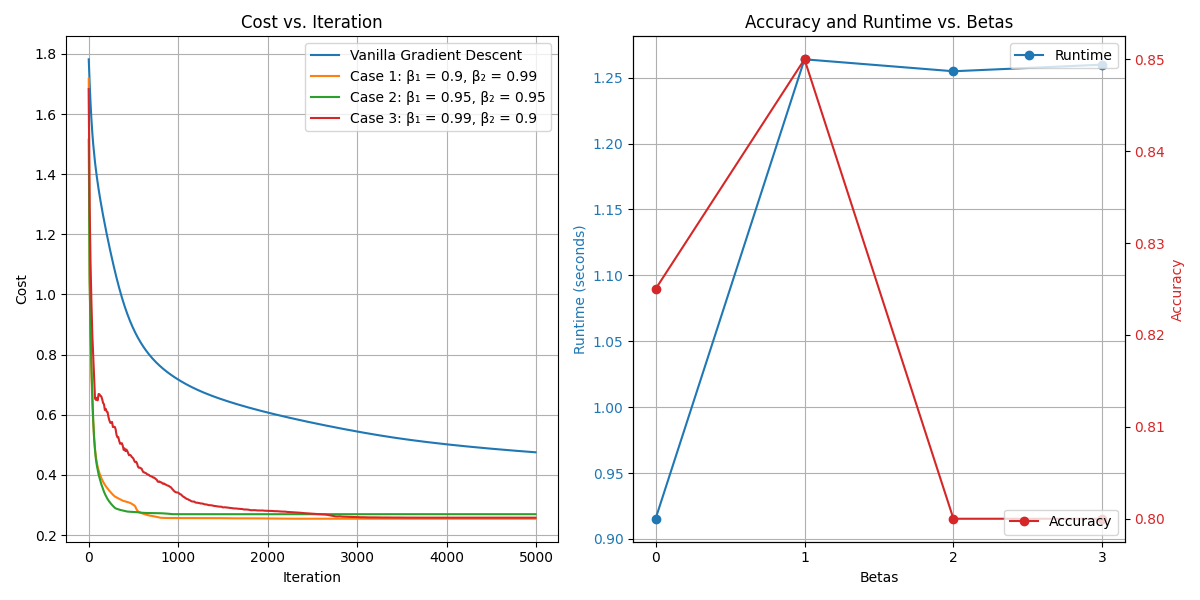 Cost vs. Iteration
1.8
1.6
1.4
1.2
1.0
0.8
0.6
0.4
0.2
Cost
0
1000
2000
3000
4000
5000
Iteration
Vanilla Gradient Descent
Case 1: β₁ = 0.9, β₂ = 0.99
Case 2: β₁ = 0.95, β₂ = 0.95
Case 3: β₁ = 0.99, β₂ = 0.9
Accuracy and Runtime vs. Betas
1.25
1.20
1.15
1.10
1.05
1.00
0.95
0.90
Runtime (seconds)
0
1
2
3
Betas
Runtime
0.85
0.84
0.83
0.82
0.81
0.80
Accuracy
Accuracy